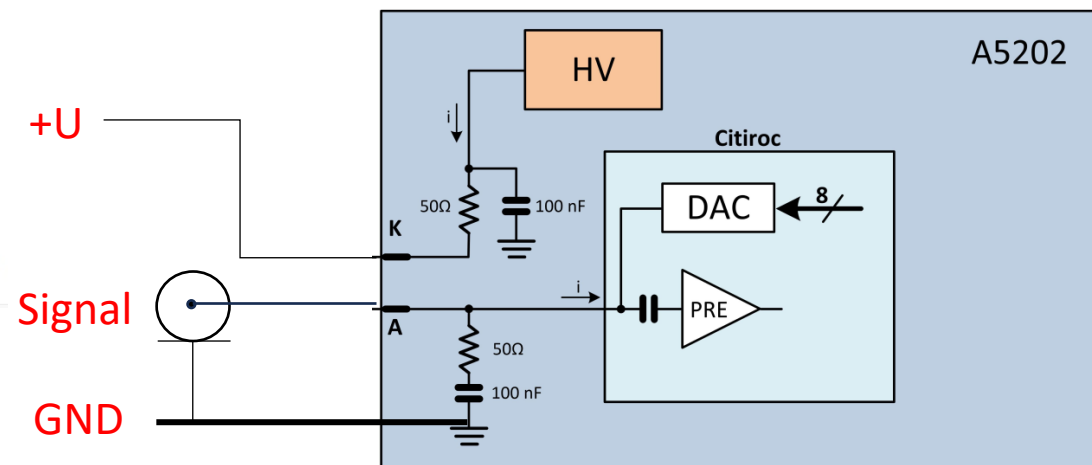 A5202
HV
+U
i
Citiroc
50Ω
100 nF
DAC
8
K
Signal
i
A
PRE
50Ω
100 nF
GND